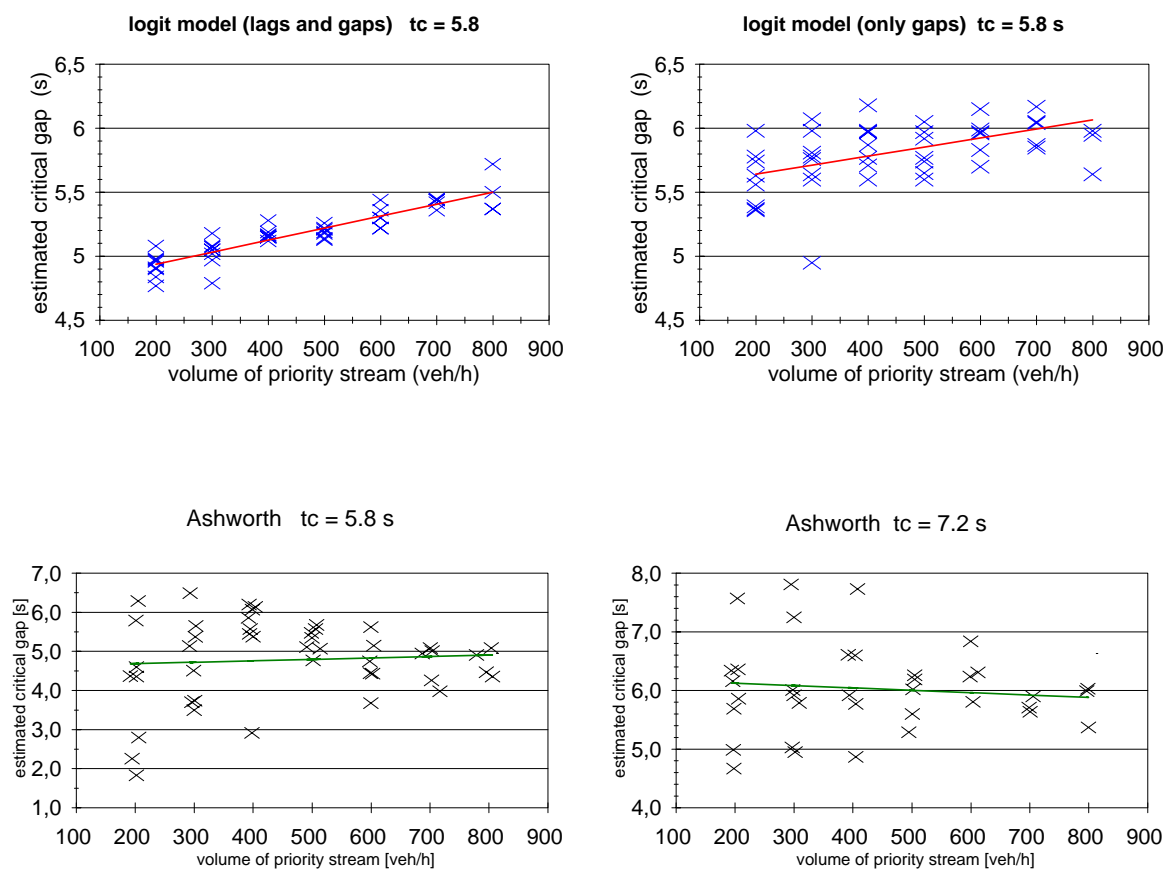 logit model (lags and gaps) tc = 5.8
6,5
6
5,5
5
4,5
estimated critical gap (s)
100 200 300 400 500 600 700 800 900
volume of priority stream (veh/h)
logit model (only gaps) tc = 5.8 s
6,5
6
5,5
5
4,5
estimated critical gap (s)
100 200 300 400 500 600 700 800 900
volume of priority stream (veh/h)
Ashworth tc = 5.8 s
7,0
6,0
5,0
4,0
3,0
2,0
1,0
estimated critical gap [s]
100 200 300 400 500 600 700 800 900
volume of priority stream [veh/h]
Ashworth tc = 7.2 s
8,0
7,0
6,0
5,0
4,0
estimated critical gap [s]
100 200 300 400 500 600 700 800 900
volume of priority stream [veh/h]